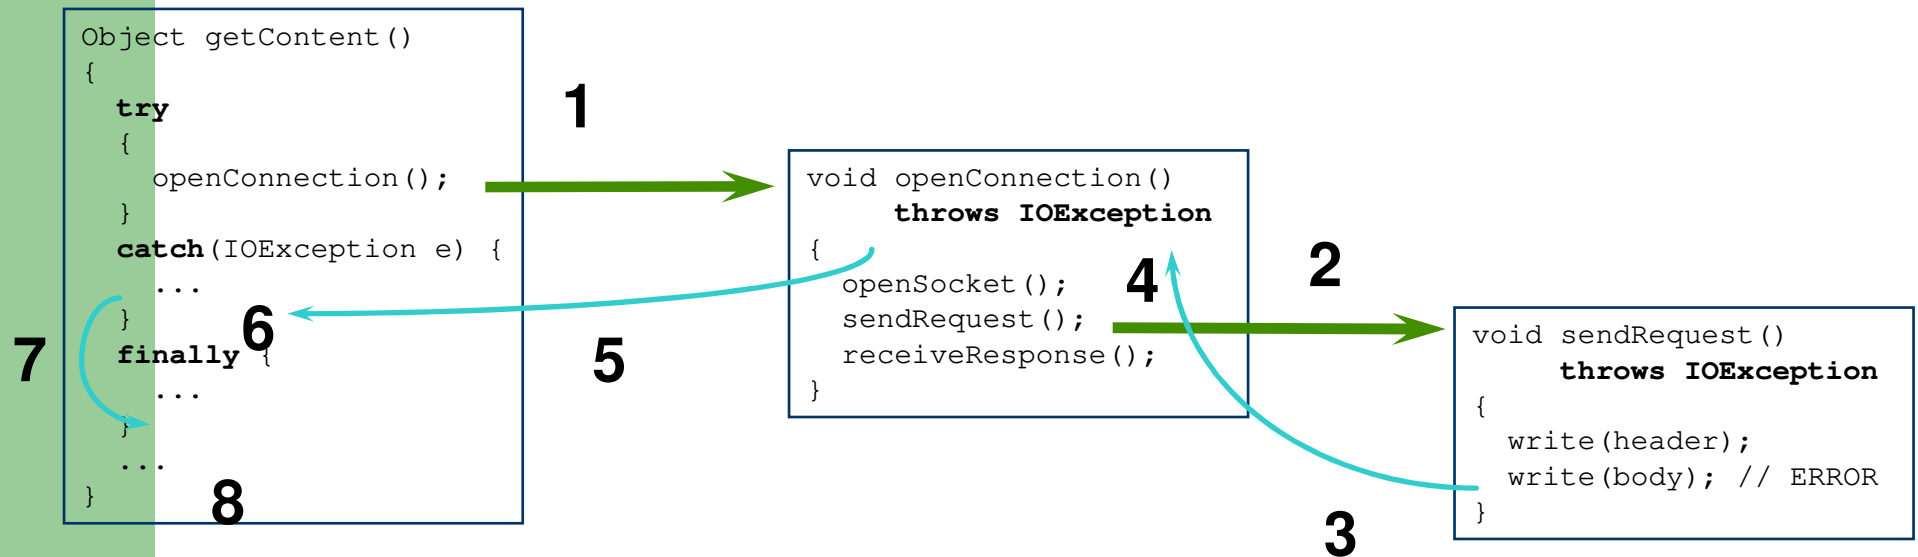 Object getContent()
{
try
{
openConnection();
}
catch(IOException e) {
...
}
finally {
...
}
...
}
1
void openConnection()
throws IOException
{
openSocket();
sendRequest();
receiveResponse();
}
2
void sendRequest()
throws IOException
{
write(header);
write(body); // ERROR
}
3
4
5
6
7
8